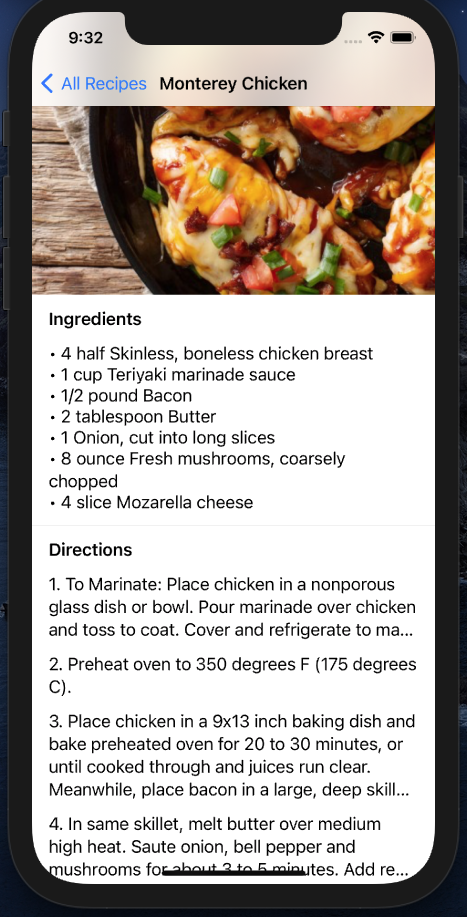 9:32
All Recipes Monterey Chicken
Ingredients
• 4 half Skinless, boneless chicken breast
• 1 cup Teriyaki marinade sauce
• 1/2 pound Bacon
• 2 tablespoon Butter
• 1 Onion, cut into long slices
• 8 ounce Fresh mushrooms, coarsely
chopped
• 4 slice Mozarella cheese
Directions
1. To Marinate: Place chicken in a nonporous
glass dish or bowl. Pour marinade over chicken
and toss to coat. Cover and refrigerate to ma...
2. Preheat oven to 350 degrees F (175 degrees
C).
3. Place chicken in a 9x13 inch baking dish and
bake preheated oven for 20 to 30 minutes, or
until cooked through and juices run clear.
Meanwhile, place bacon in a large, deep skill...
4. In same skillet, melt butter over medium
high heat. Saute onion, bell pepper and
mushrooms for about 3 to 5 minutes. Add re...